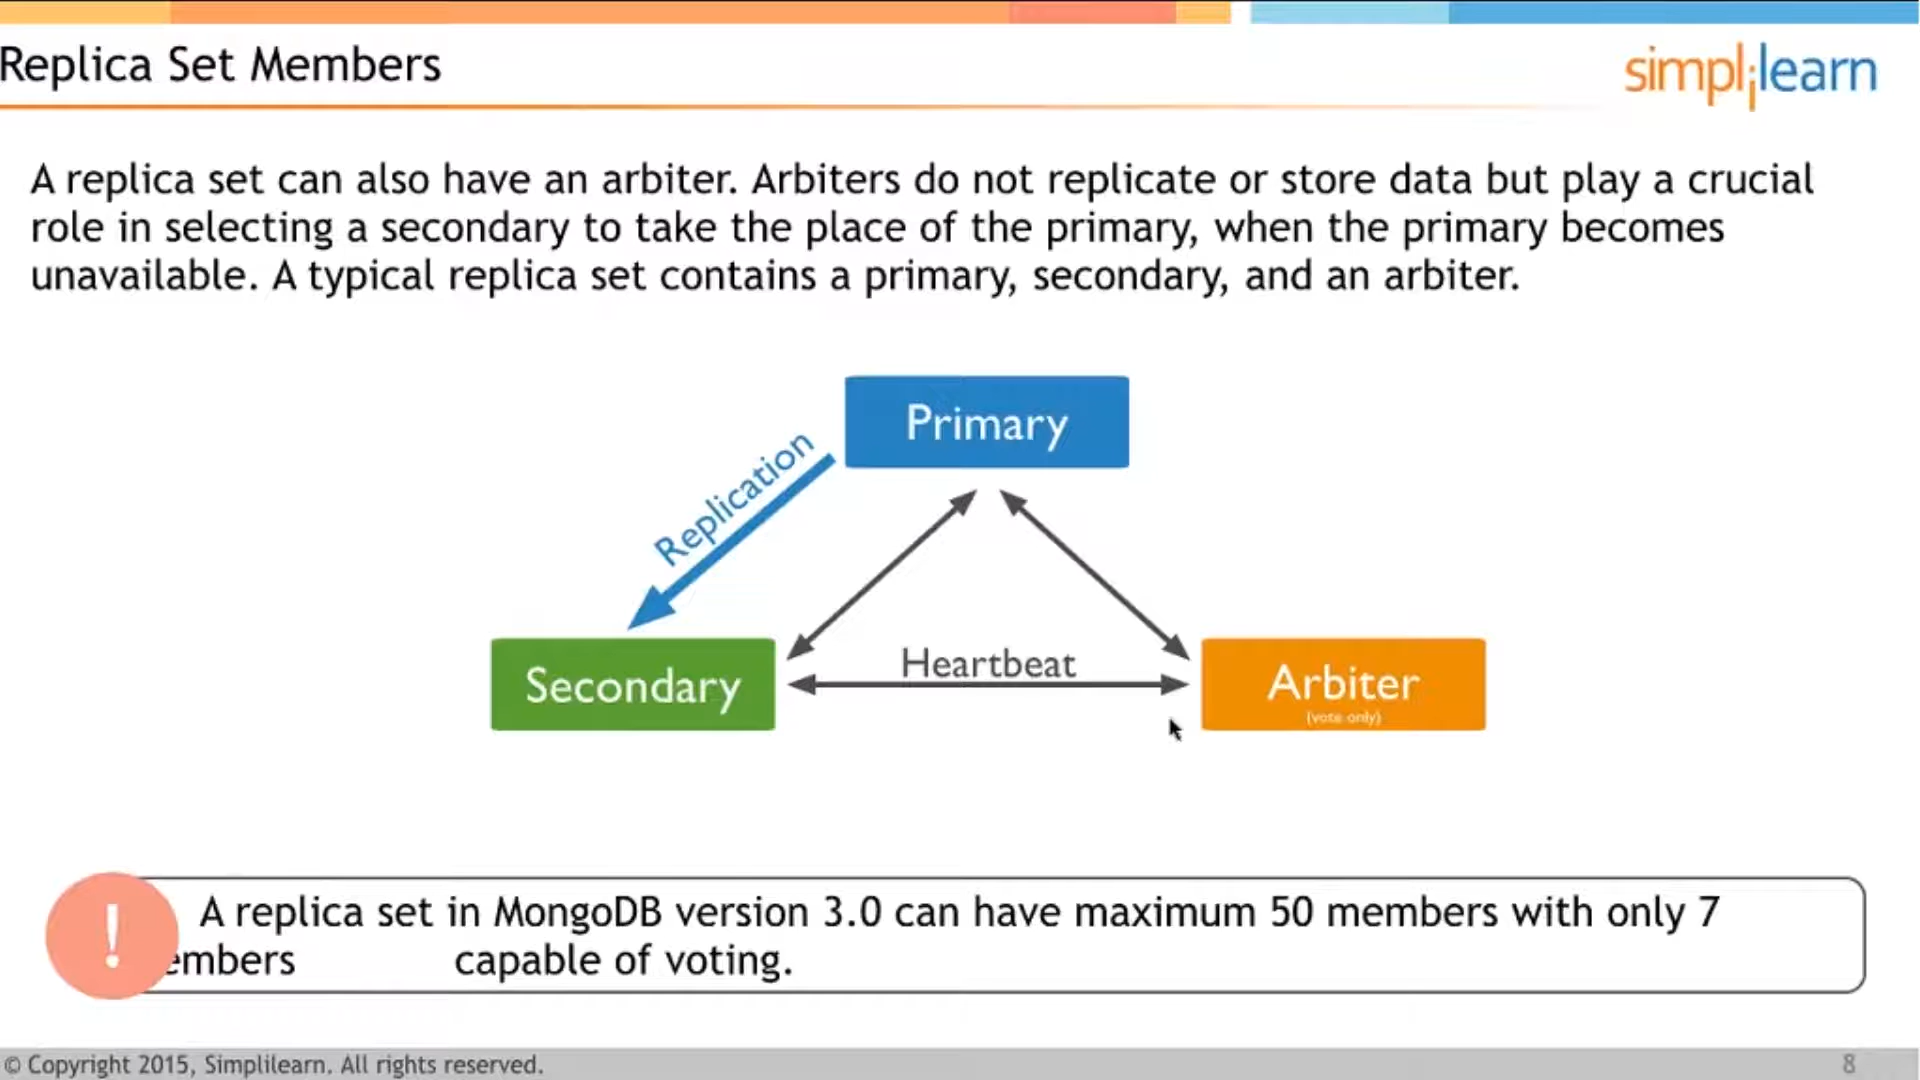 Replica Set Members
simplilearn
A replica set can also have an arbiter. Arbiters do not replicate or store data but play a crucial
role in selecting a secondary to take the place of the primary, when the primary becomes
unavailable. A typical replica set contains a primary, secondary, and an arbiter.
Primary
Replication
Secondary
Heartbeat
Arbiter
(vote only)
! A replica set in MongoDB version 3.0 can have maximum 50 members with only 7
embers capable of voting.
© Copyright 2015, Simplilearn. All rights reserved.
8